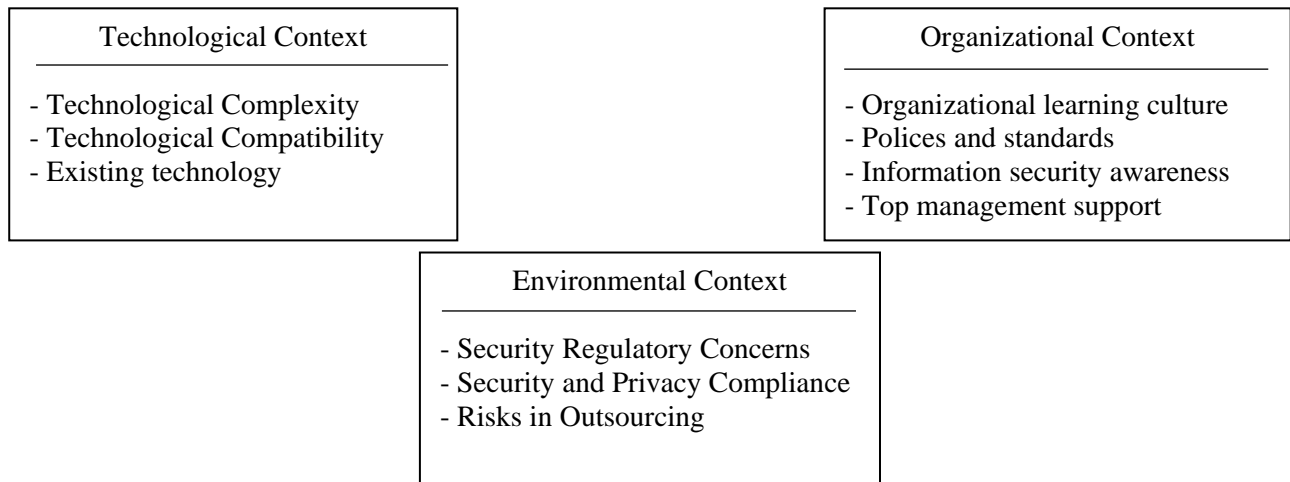 Technological Context
- Technological Complexity
- Technological Compatibility
- Existing technology
Organizational Context
- Organizational learning culture
- Polices and standards
- Information security awareness
- Top management support
Environmental Context
- Security Regulatory Concerns
- Security and Privacy Compliance
- Risks in Outsourcing